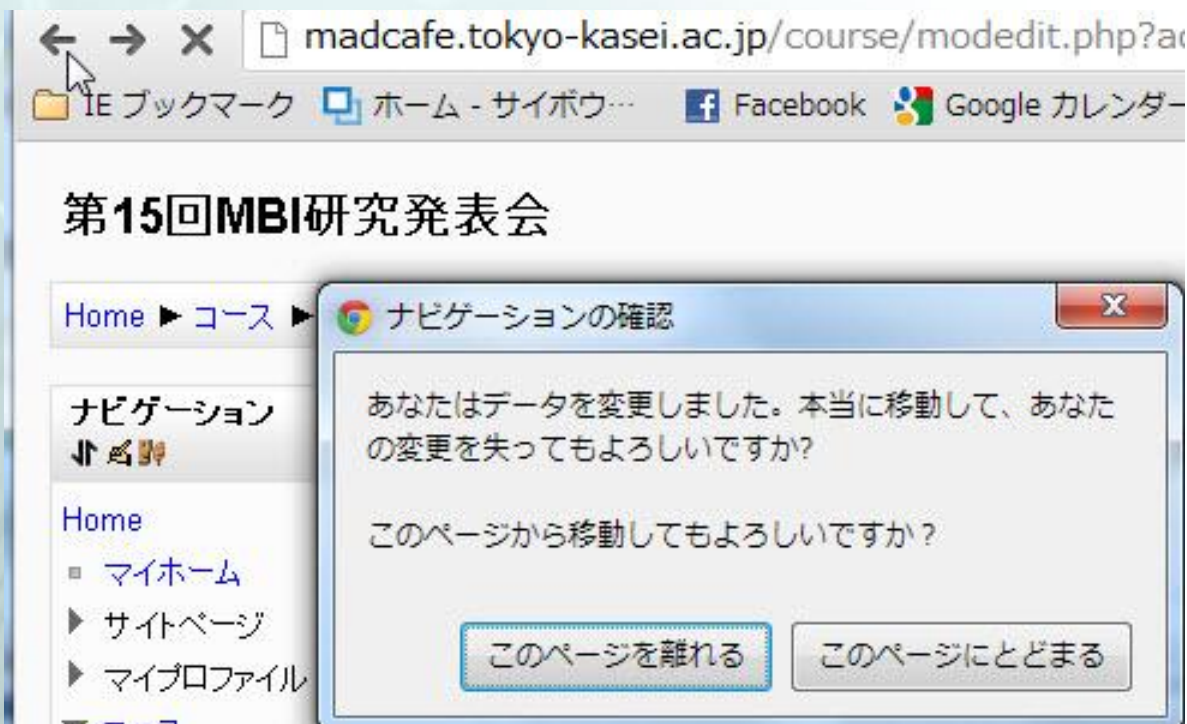 madcafe.tokyo-kasei.ac.jp/course/modedit.php?a
IE ブックマーク ホーム - サイボウ… Facebook Google カレンダー
第15回MBI研究発表会
Home ► コース ►
ナビゲーションの確認
あなたはデータを変更しました。本当に移動して、あなた
の変更を失ってもよろしいですか?
このページから移動してもよろしいですか？
このページを離れる このページにとどまる
ナビゲーション
Home
マイホーム
サイトページ
マイプロファイル